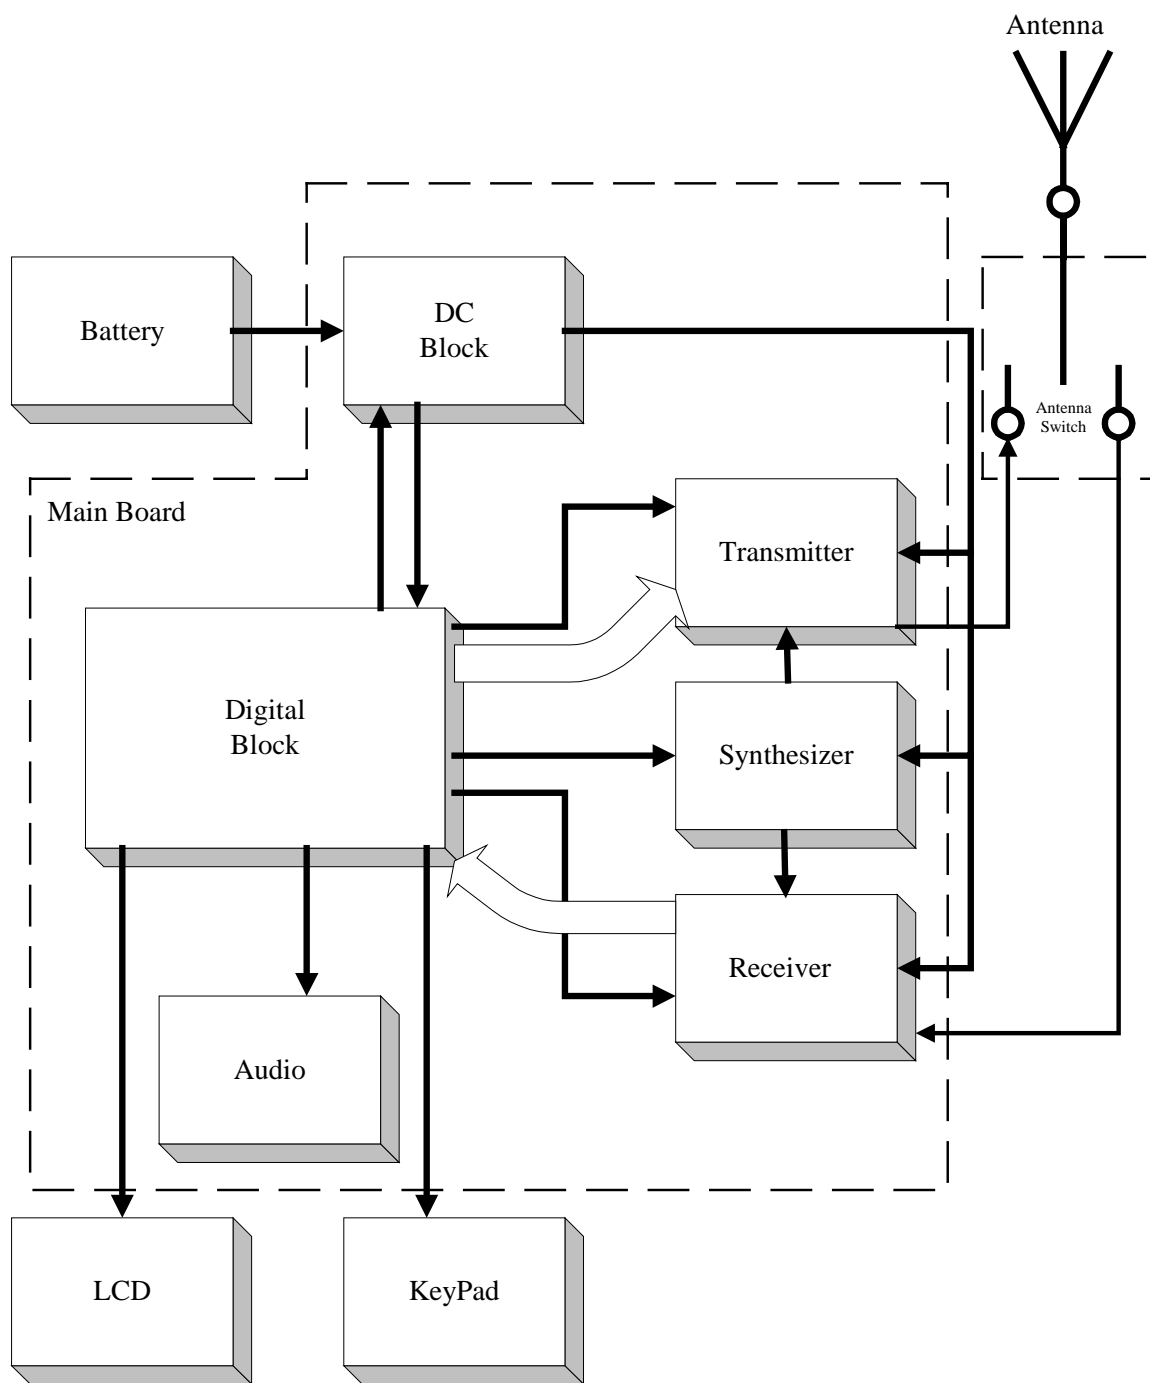 Antenna
Battery
DC
Block
Antenna
Switch
Main Board
Transmitter
Digital
Block
Synthesizer
Receiver
Audio
LCD
KeyPad